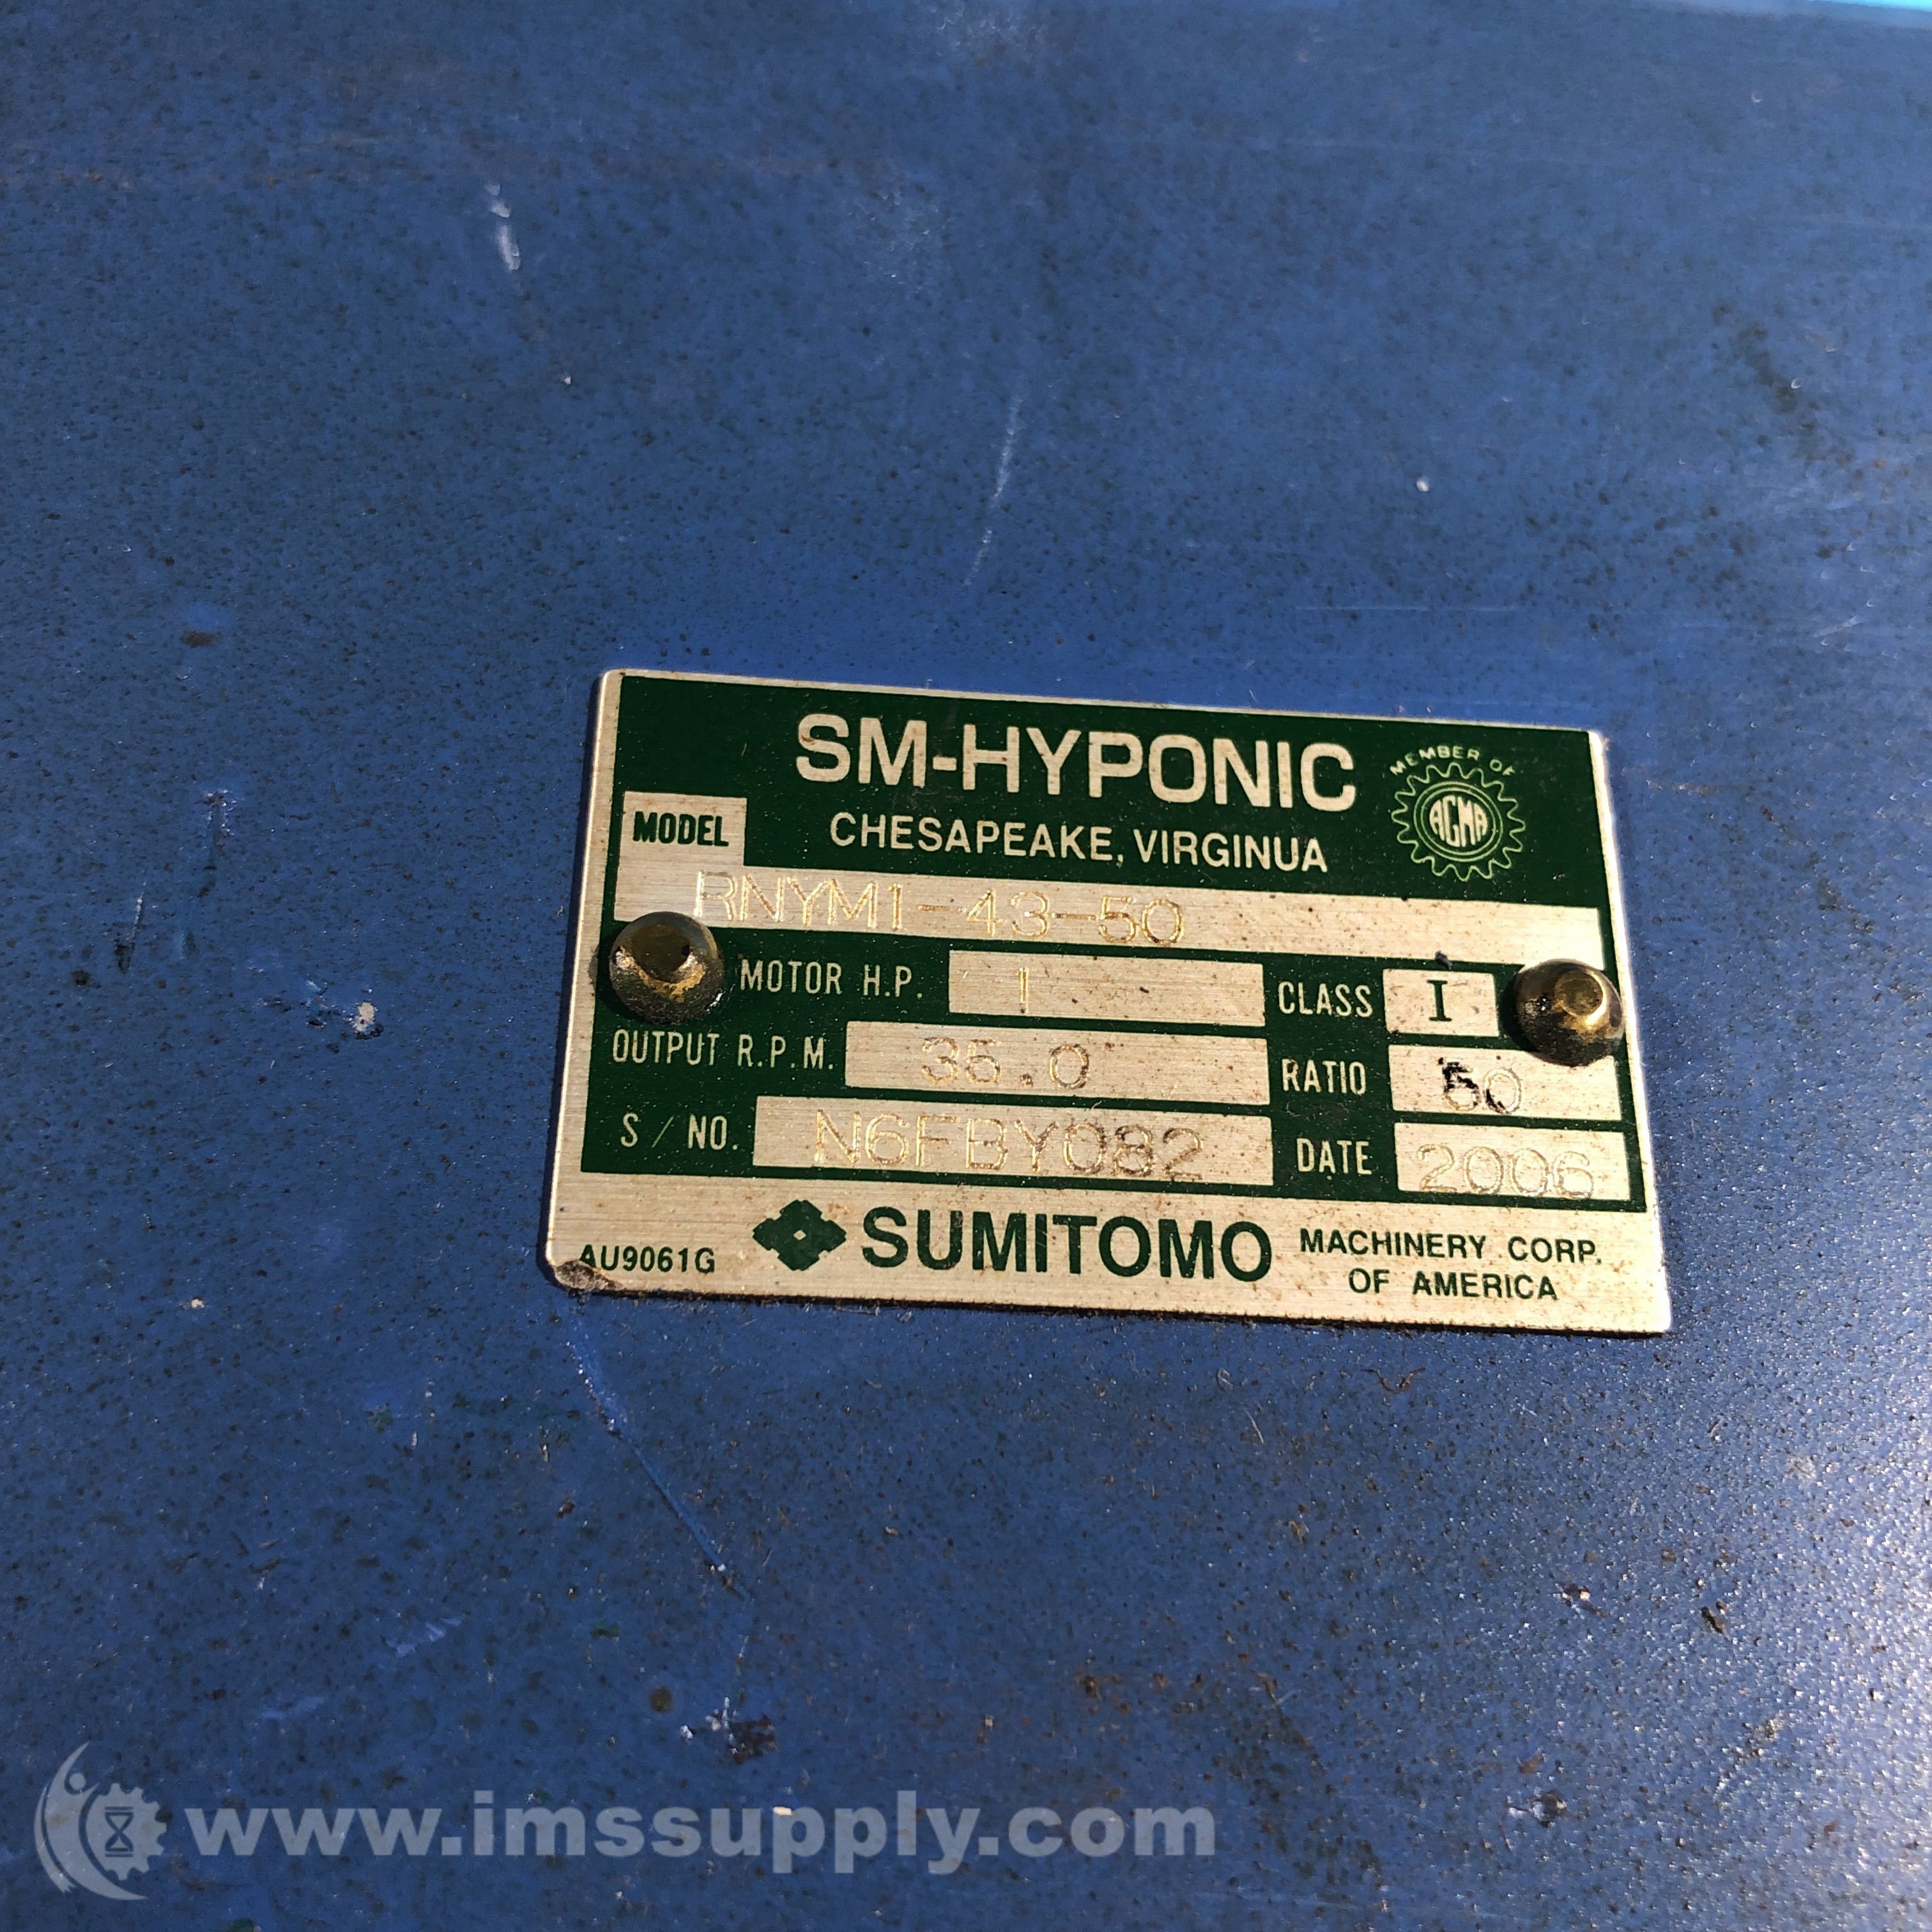 SM-HYPONIC
MEMBER OF
AGMA
MODEL
CHESAPEAKE, VIRGINUA
RNYM1-43-50
MOTOR H.P. 1 CLASS I
OUTPUT R.P.M. 35.0 RATIO 50
S / NO. N6FBY082 DATE 2006
AU9061G SUMITOMO MACHINERY CORP.
OF AMERICA
www.imssupply.com